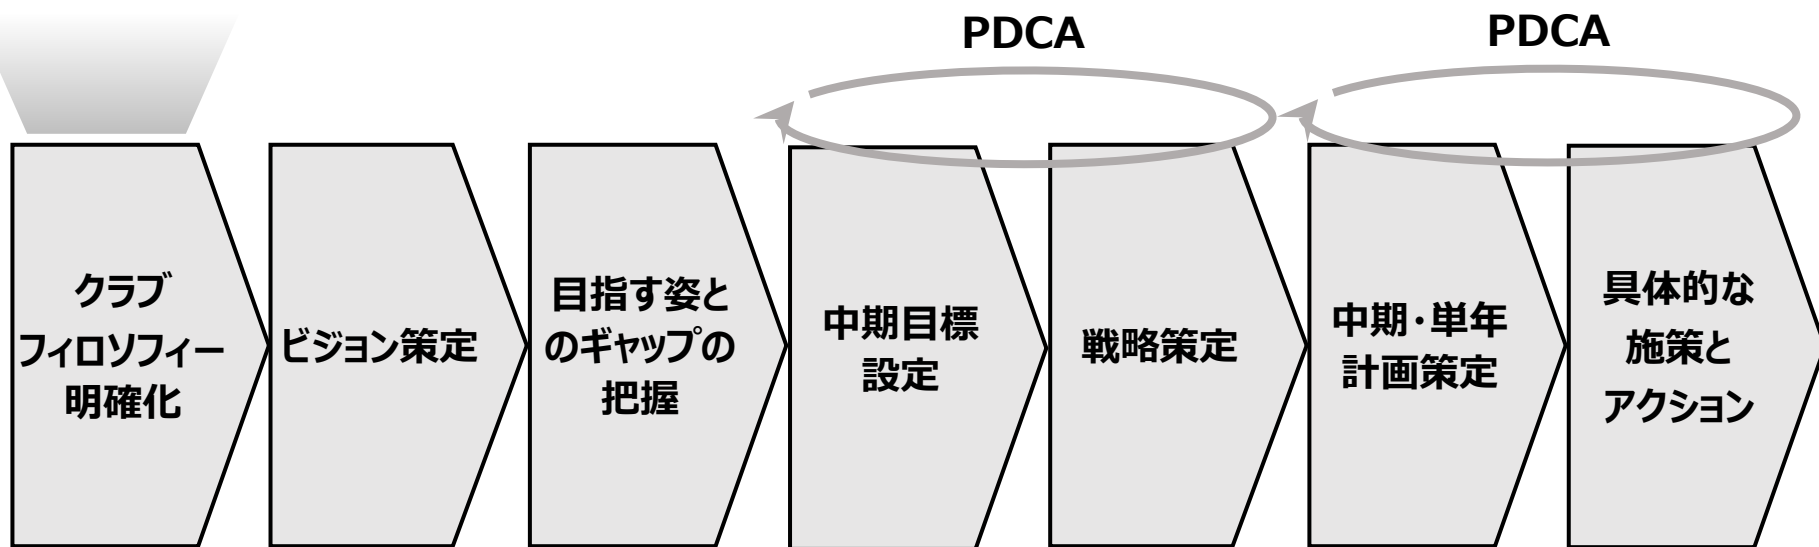 PDCA
PDCA
クラブ
フィロソフィー
明確化
ビジョン策定
目指す姿と
のギャップの
把握
中期目標
設定
戦略策定
中期・単年
計画策定
具体的な
施策と
アクション